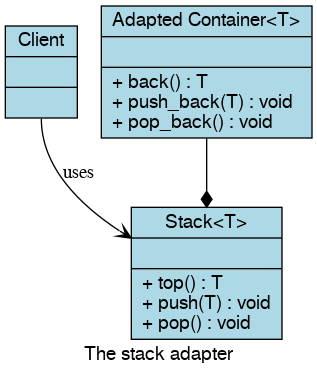 Client
Adapted Container<T>
+ back() : T
+ push_back(T) : void
+ pop_back() : void
uses
Stack<T>
+ top() : T
+ push(T) : void
+ pop() : void
The stack adapter